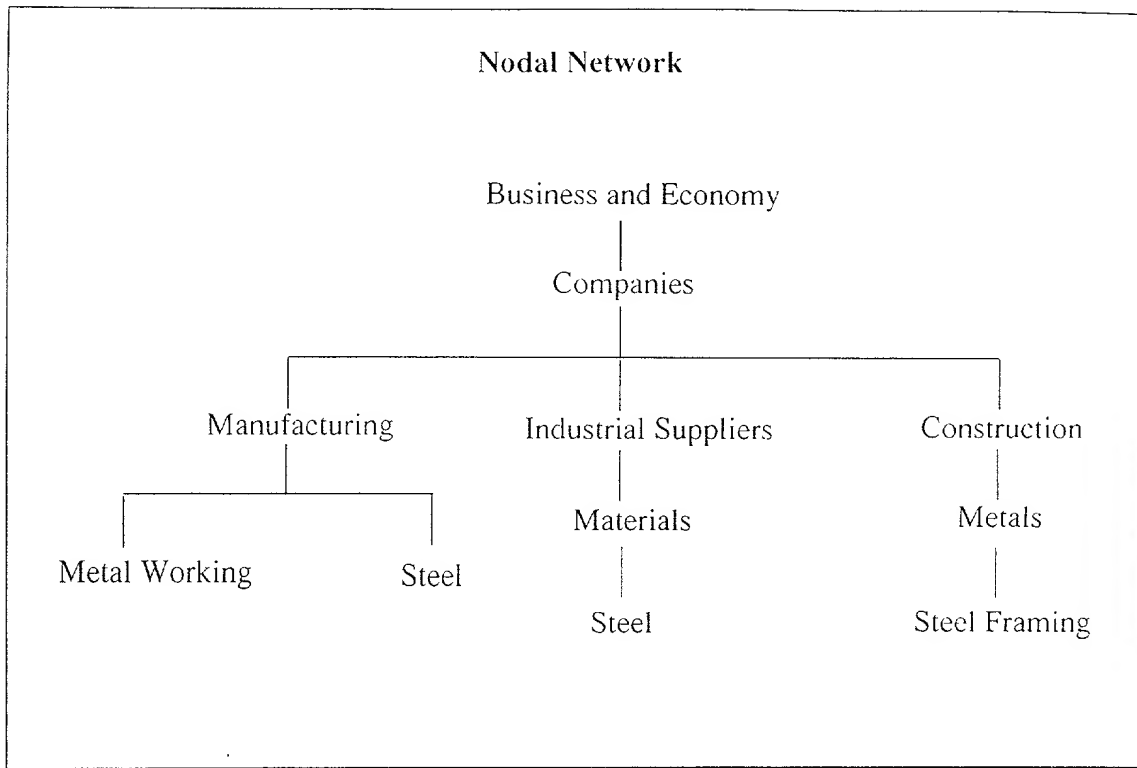 Nodal Network
Business and Economy
Companies
Manufacturing
Industrial Suppliers
Construction
Materials
Metals
Metal Working
Steel
Steel
Steel Framing